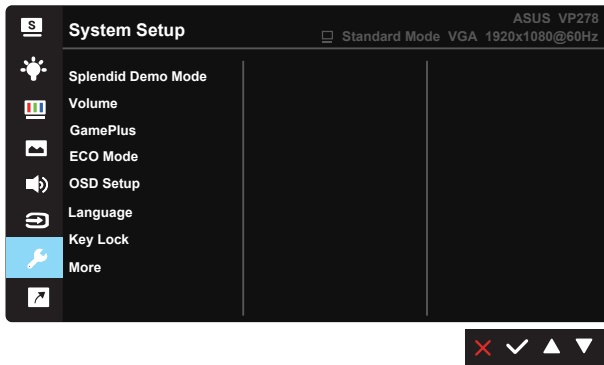 S
System Setup
ASUS VP278
Standard Mode VGA 1920x1080@60Hz
Splendid Demo Mode
Volume
GamePlus
ECO Mode
OSD Setup
Language
Key Lock
More